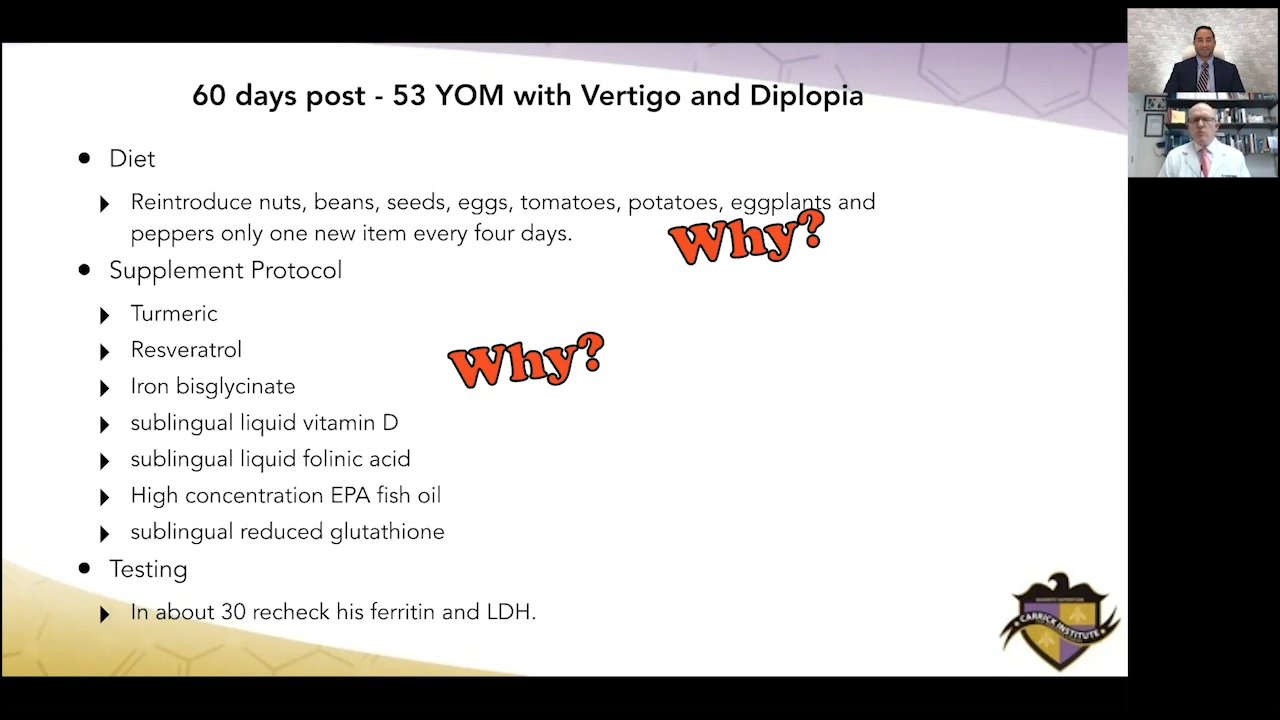 60 days post - 53 YOM with Vertigo and Diplopia
• Diet
Reintroduce nuts, beans, seeds, eggs, tomatoes, potatoes, eggplants and
peppers only one new item every four days.
Why?
• Supplement Protocol
Turmeric
Resveratrol
Why?
Iron bisglycinate
sublingual liquid vitamin D
sublingual liquid folinic acid
High concentration EPA fish oil
sublingual reduced glutathione
• Testing
In about 30 recheck his ferritin and LDH.
CARRICK INSTITUTE